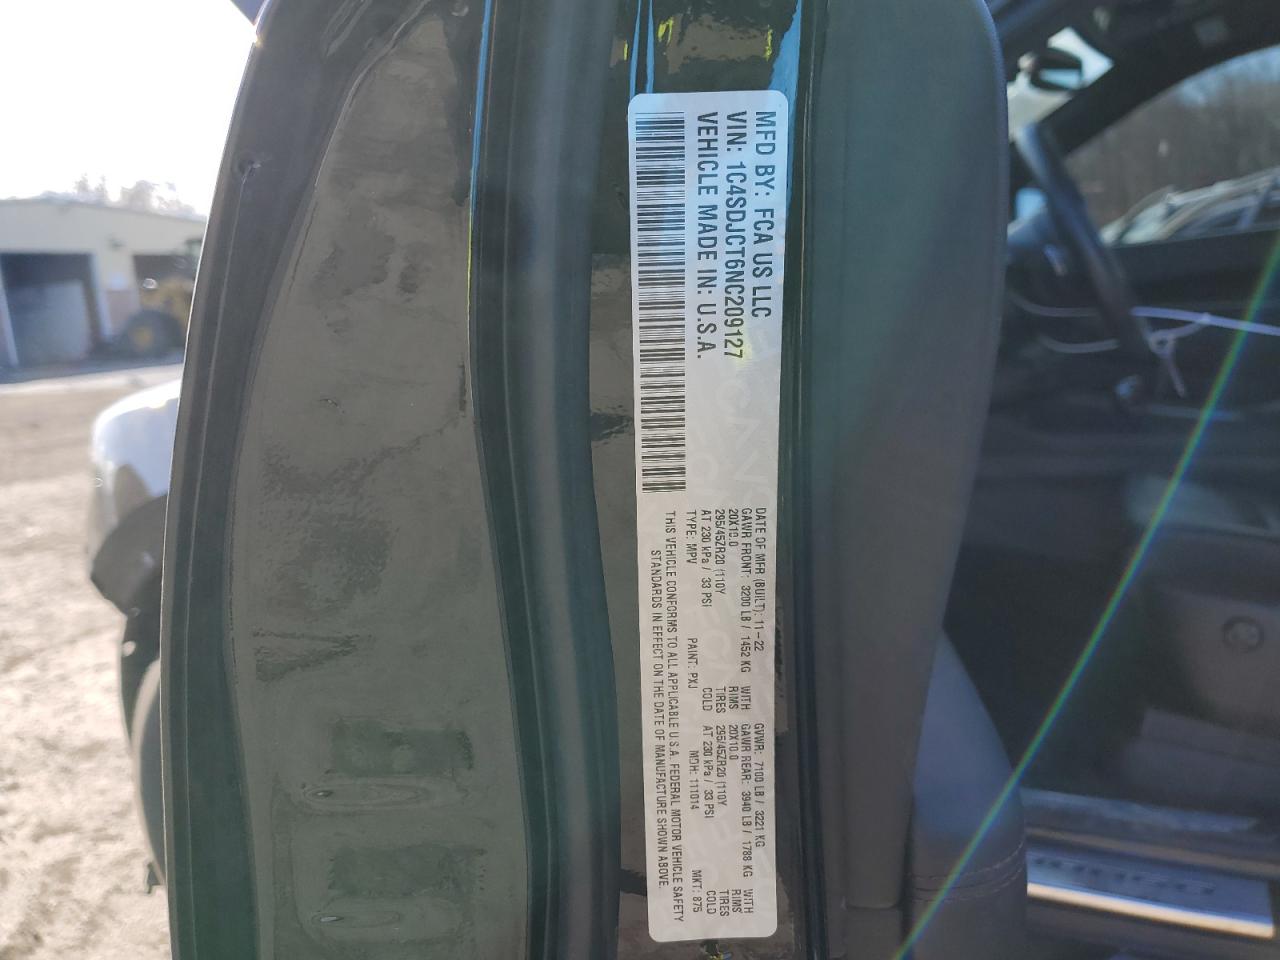 MFD BY: FCA US LLC
VIN: 1C4SDJCT6NC209127
VEHICLE MADE IN: U.S.A.
DATE OF MFR (BUILT): 11-22 GVWR: 7100 LB / 3221 KG
GAWR FRONT: 3200 LB / 1452 KG WITH GAWR REAR: 3940 LB / 1788 KG WITH
20X10.0 RIMS 20X10.0 RIMS
295/45ZR20 (110Y TIRES 295/45ZR20 (110Y TIRES
AT 230 kPa / 33 PSI COLD AT 230 kPa / 33 PSI COLD
TYPE: MPV PAINT: PXJ MDH: 111014 MKT: 875
THIS VEHICLE CONFORMS TO ALL APPLICABLE U.S.A. FEDERAL MOTOR VEHICLE SAFETY
STANDARDS IN EFFECT ON THE DATE OF MANUFACTURE SHOWN ABOVE.